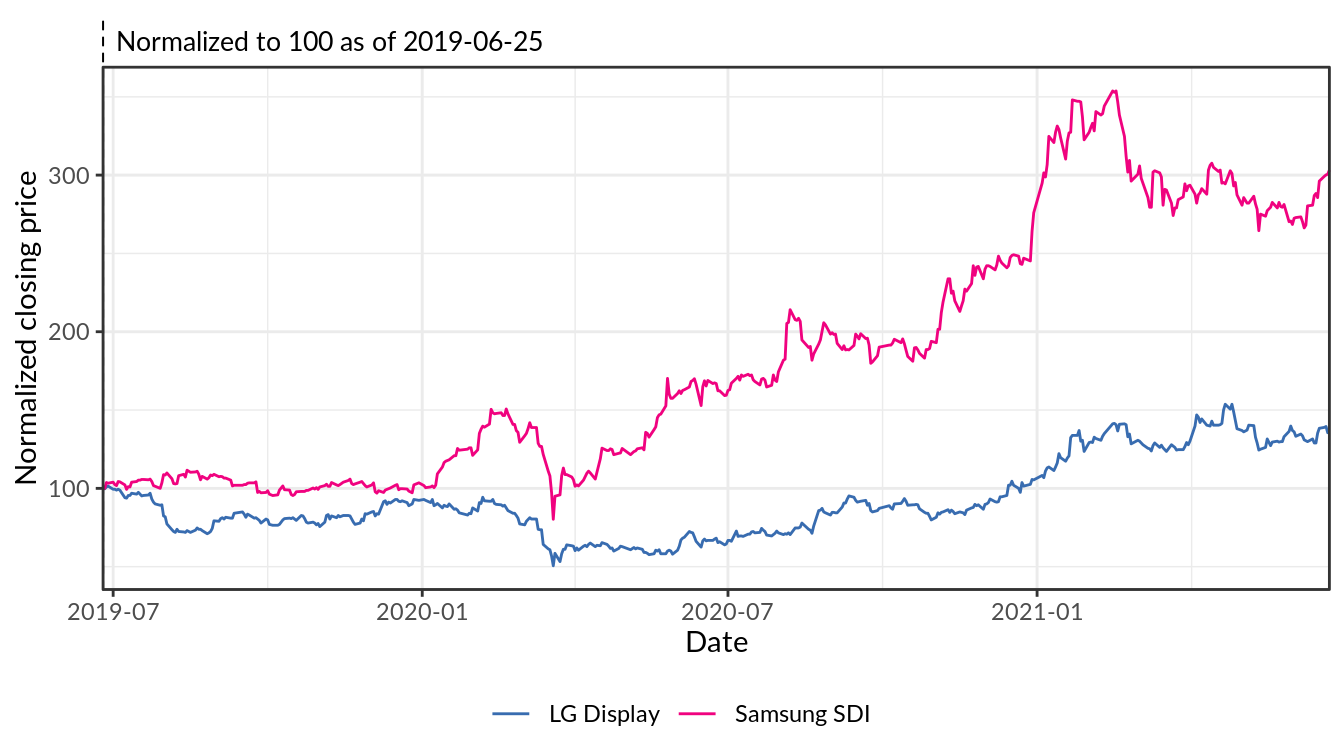 Normalized to 100 as of 2019-06-25
Normalized closing price
300
200
100
2019-07
2020-01
2020-07
2021-01
Date
LG Display
Samsung SDI